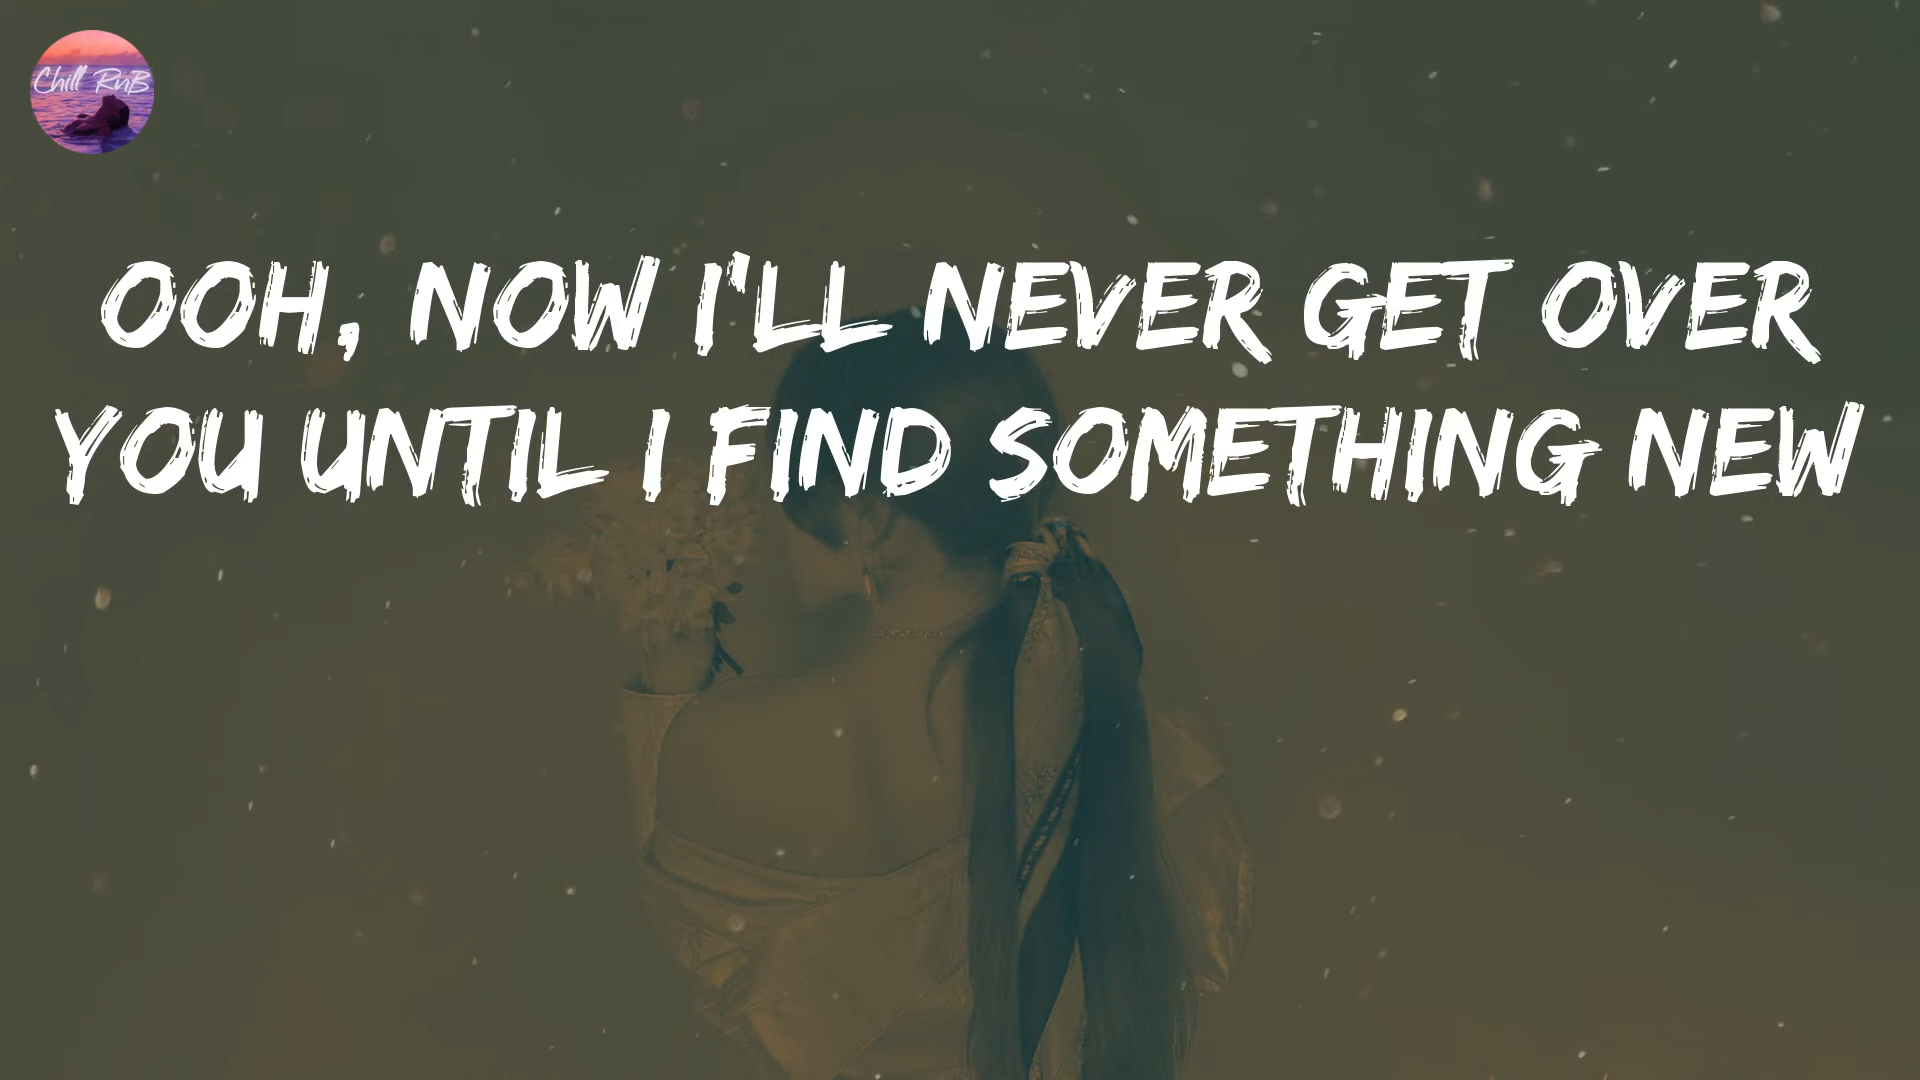 Chill RnB
OOH, NOW I'LL NEVER GET OVER
YOU UNTIL I FIND SOMETHING NEW